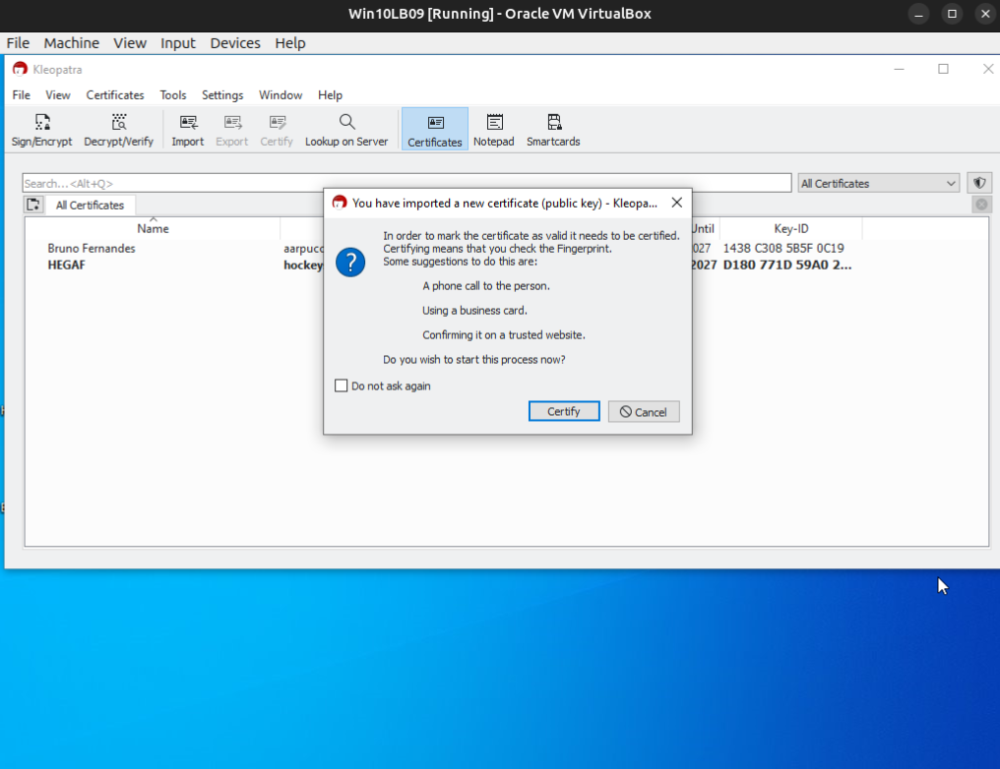 Win10LB09 [Running] - Oracle VM VirtualBox
File Machine View Input Devices Help
Kleopatra
File View Certificates Tools Settings Window Help
Sign/Encrypt Decrypt/Verify Import Export Certify Lookup on Server Certificates Notepad Smartcards
Search...<Alt+Q> All Certificates
All Certificates
Name Until Key-ID
Bruno Fernandes aarpucc 027 1438 C308 5B5F 0C19
HEGAF hockey 2027 D180 771D 59A0 2...
You have imported a new certificate (public key) - Kleopa...
In order to mark the certificate as valid it needs to be certified.
Certifying means that you check the Fingerprint.
Some suggestions to do this are:
A phone call to the person.
Using a business card.
Confirming it on a trusted website.
Do you wish to start this process now?
Do not ask again
Certify Cancel